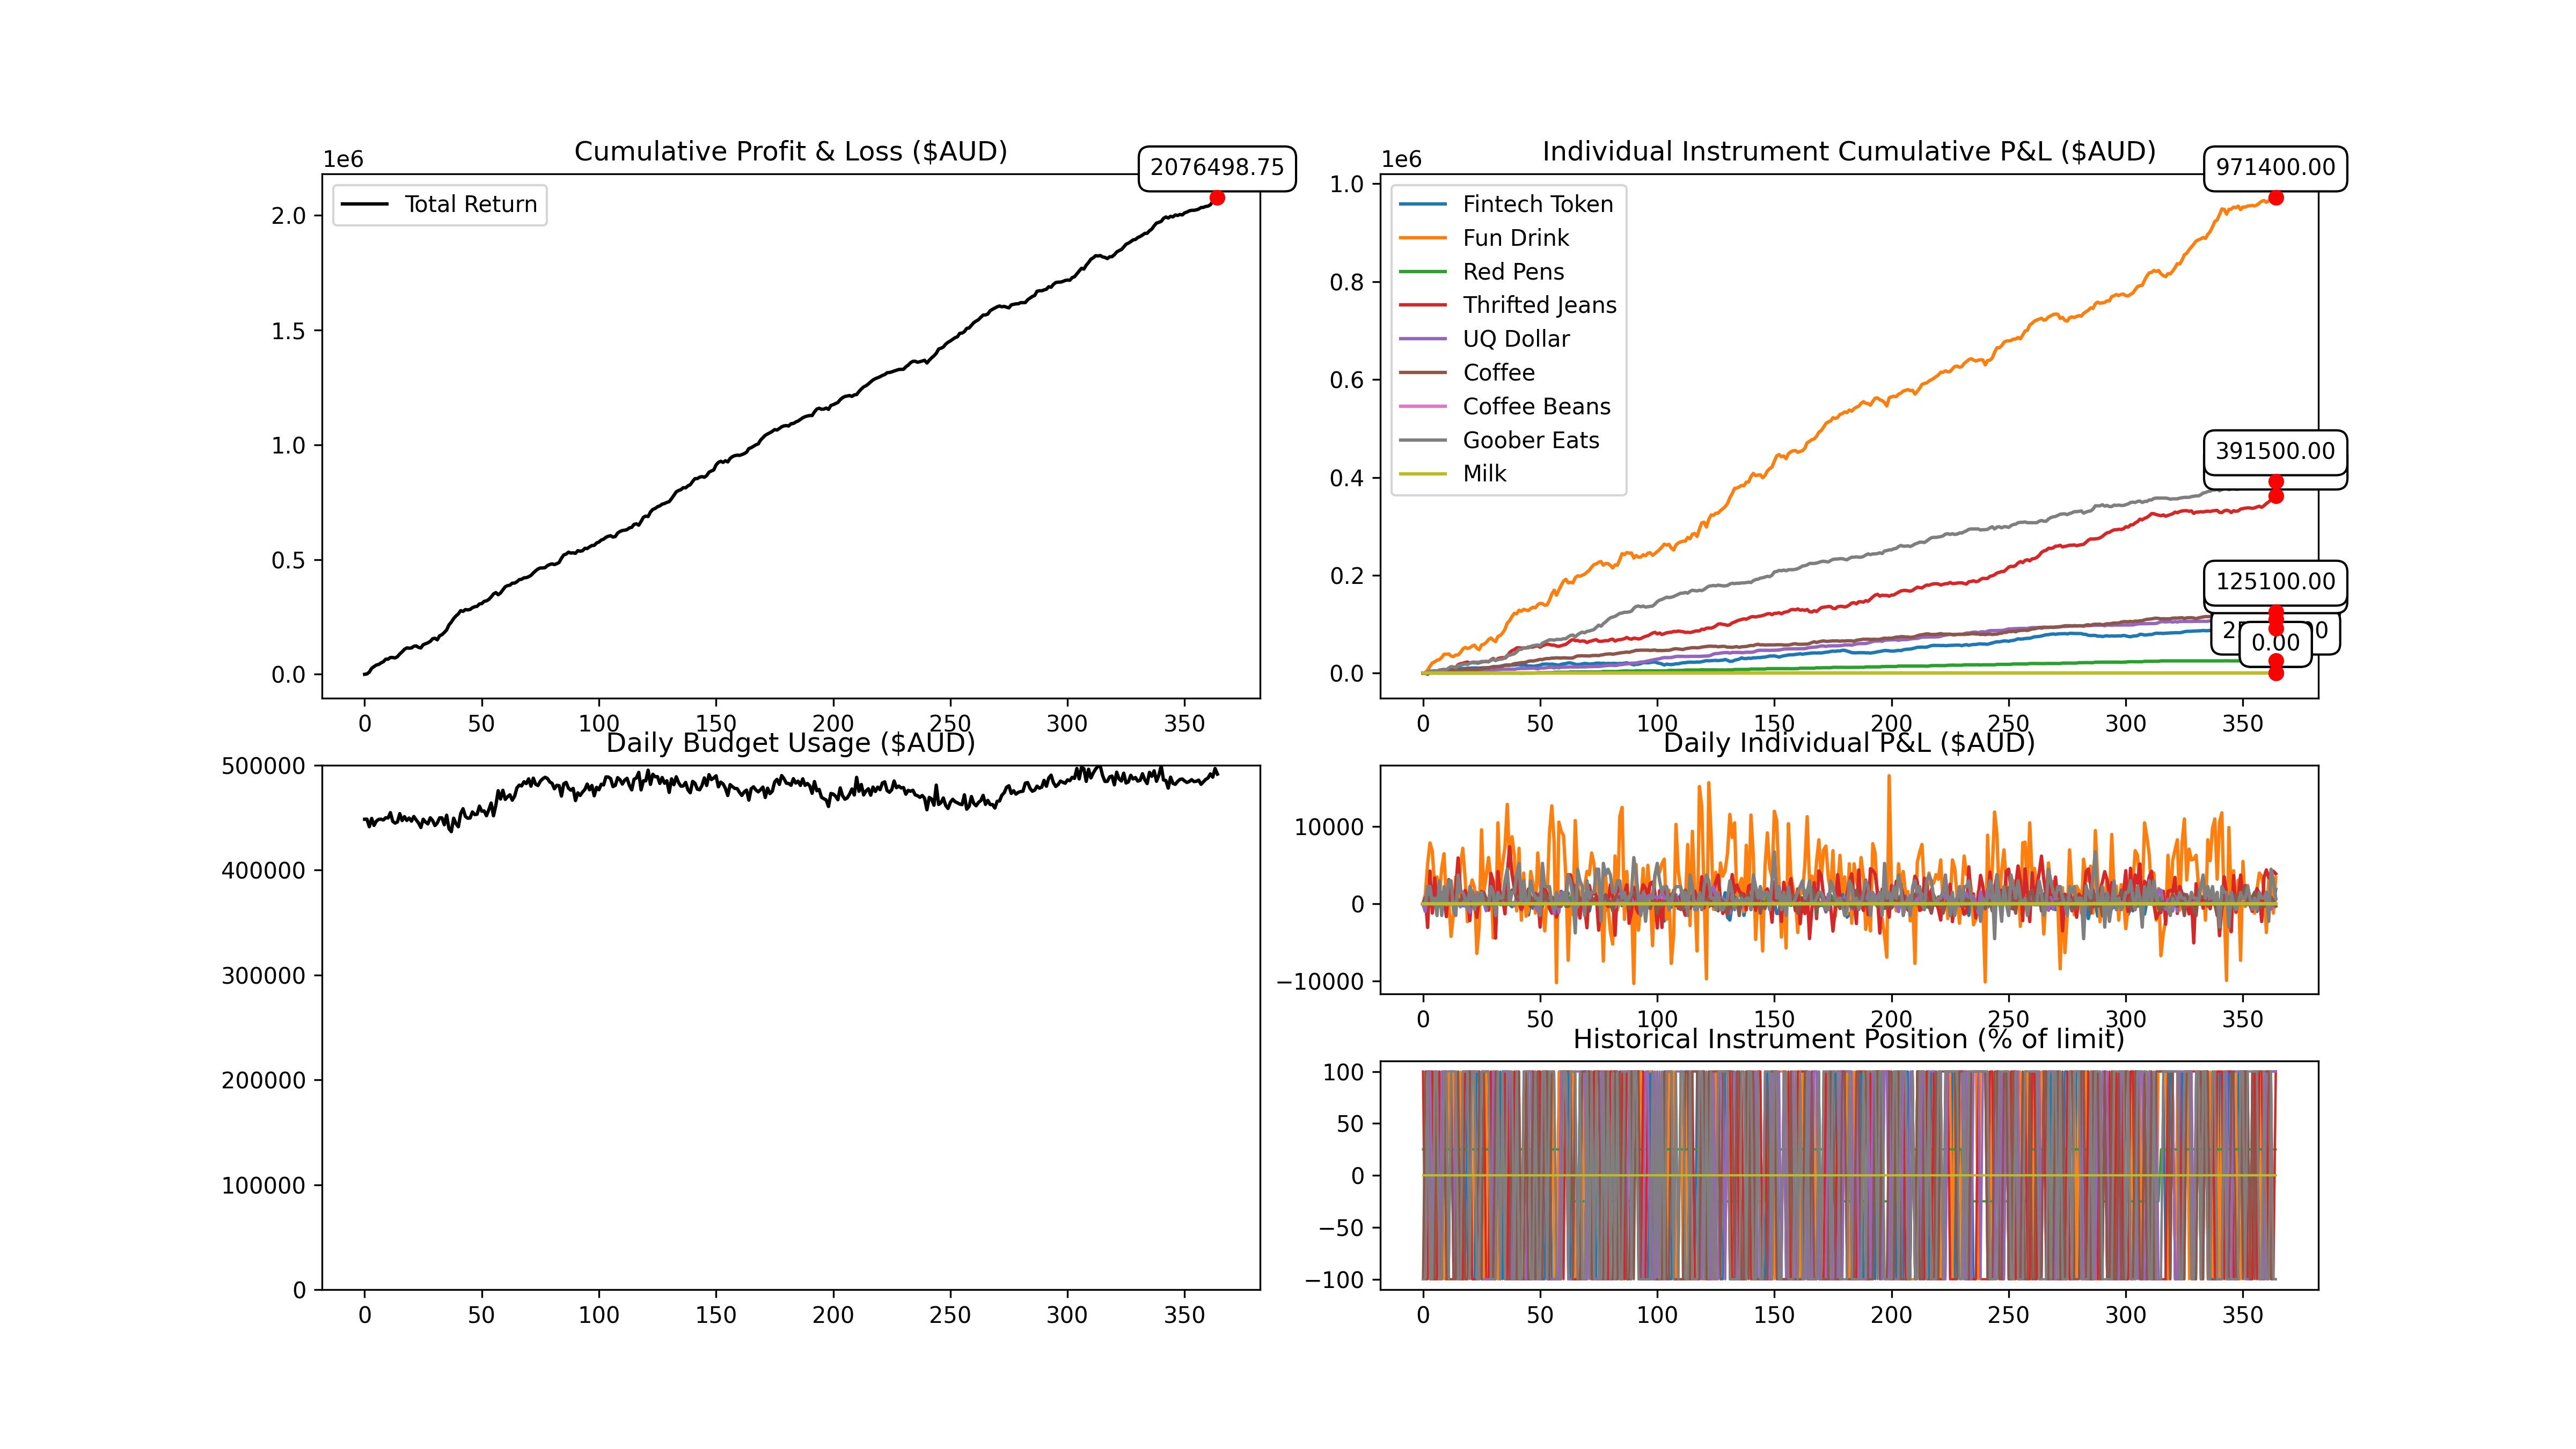 Cumulative Profit & Loss ($AUD)
1e6
2076498.75
Total Return
2.0
1.5
1.0
0.5
0.0
0 50 100 150 200 250 300 350
Individual Instrument Cumulative P&L ($AUD)
1e6
971400.00
Fintech Token
Fun Drink
Red Pens
Thrifted Jeans
UQ Dollar
Coffee
Coffee Beans
Goober Eats
Milk
391500.00
125100.00
0.00
1.0
0.8
0.6
0.4
0.2
0.0
0 50 100 150 200 250 300 350
Daily Budget Usage ($AUD)
500000
400000
300000
200000
100000
0
0 50 100 150 200 250 300 350
Daily Individual P&L ($AUD)
10000
0
−10000
0 50 100 150 200 250 300 350
Historical Instrument Position (% of limit)
100
50
0
−50
−100
0 50 100 150 200 250 300 350